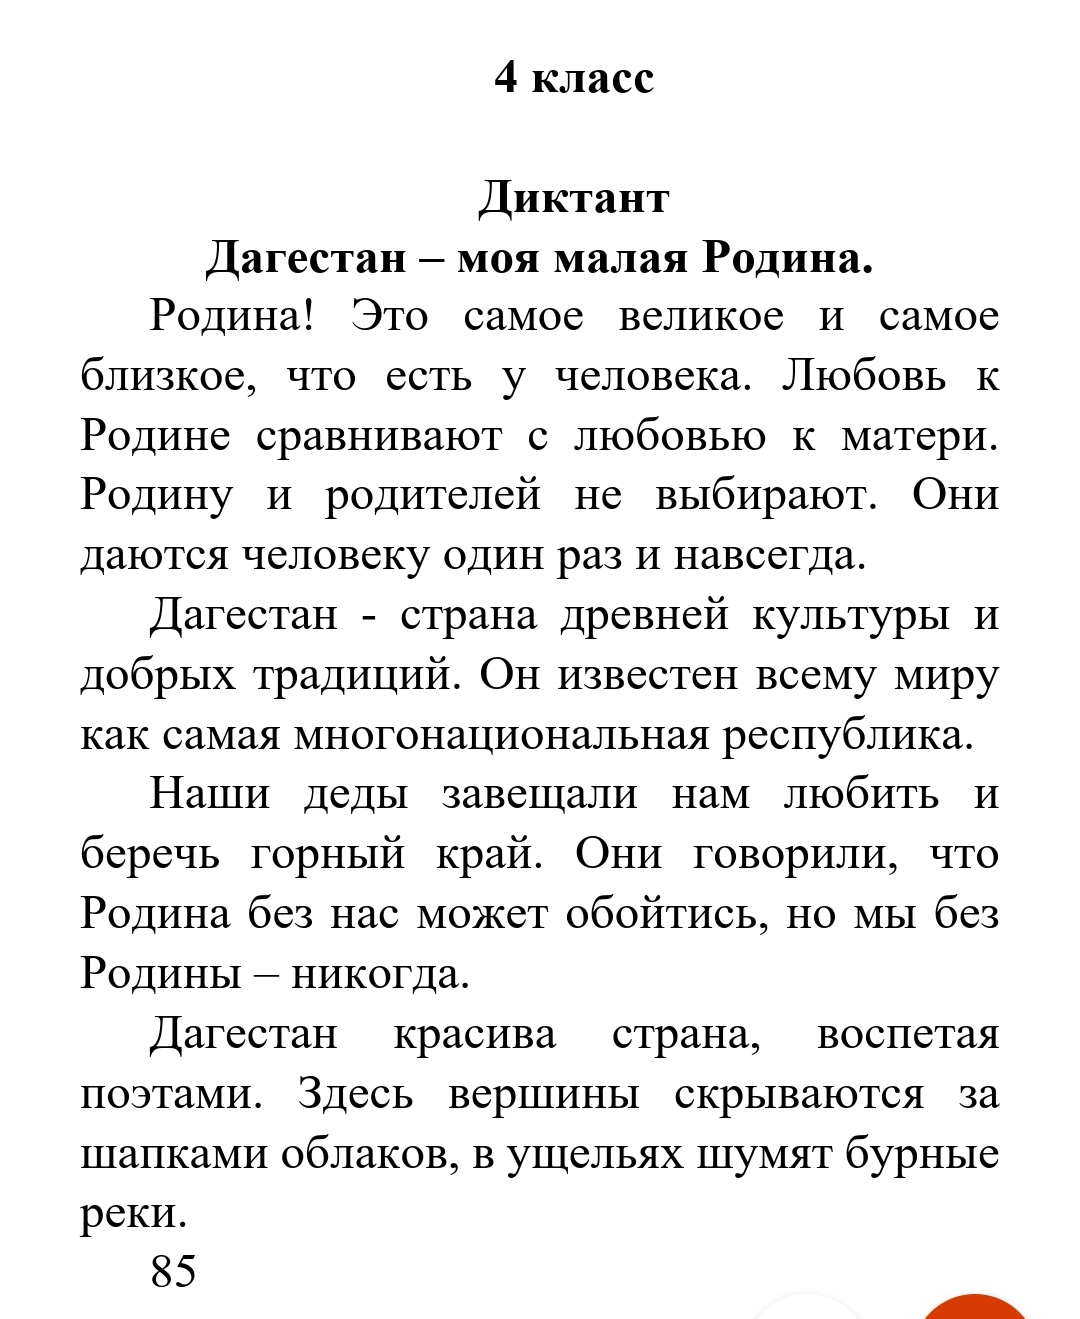 4 класс
Диктант
Дагестан – моя малая Родина.
Родина! Это самое великое и самое
близкое, что есть у человека. Любовь к
Родине сравнивают с любовью к матери.
Родину и родителей не выбирают. Они
даются человеку один раз и навсегда.
Дагестан - страна древней культуры и
добрых традиций. Он известен всему миру
как самая многонациональная республика.
Наши деды завещали нам любить и
беречь горный край. Они говорили, что
Родина без нас может обойтись, но мы без
Родины – никогда.
Дагестан красива страна, воспетая
поэтами. Здесь вершины скрываются за
шапками облаков, в ущельях шумят бурные
реки.
85